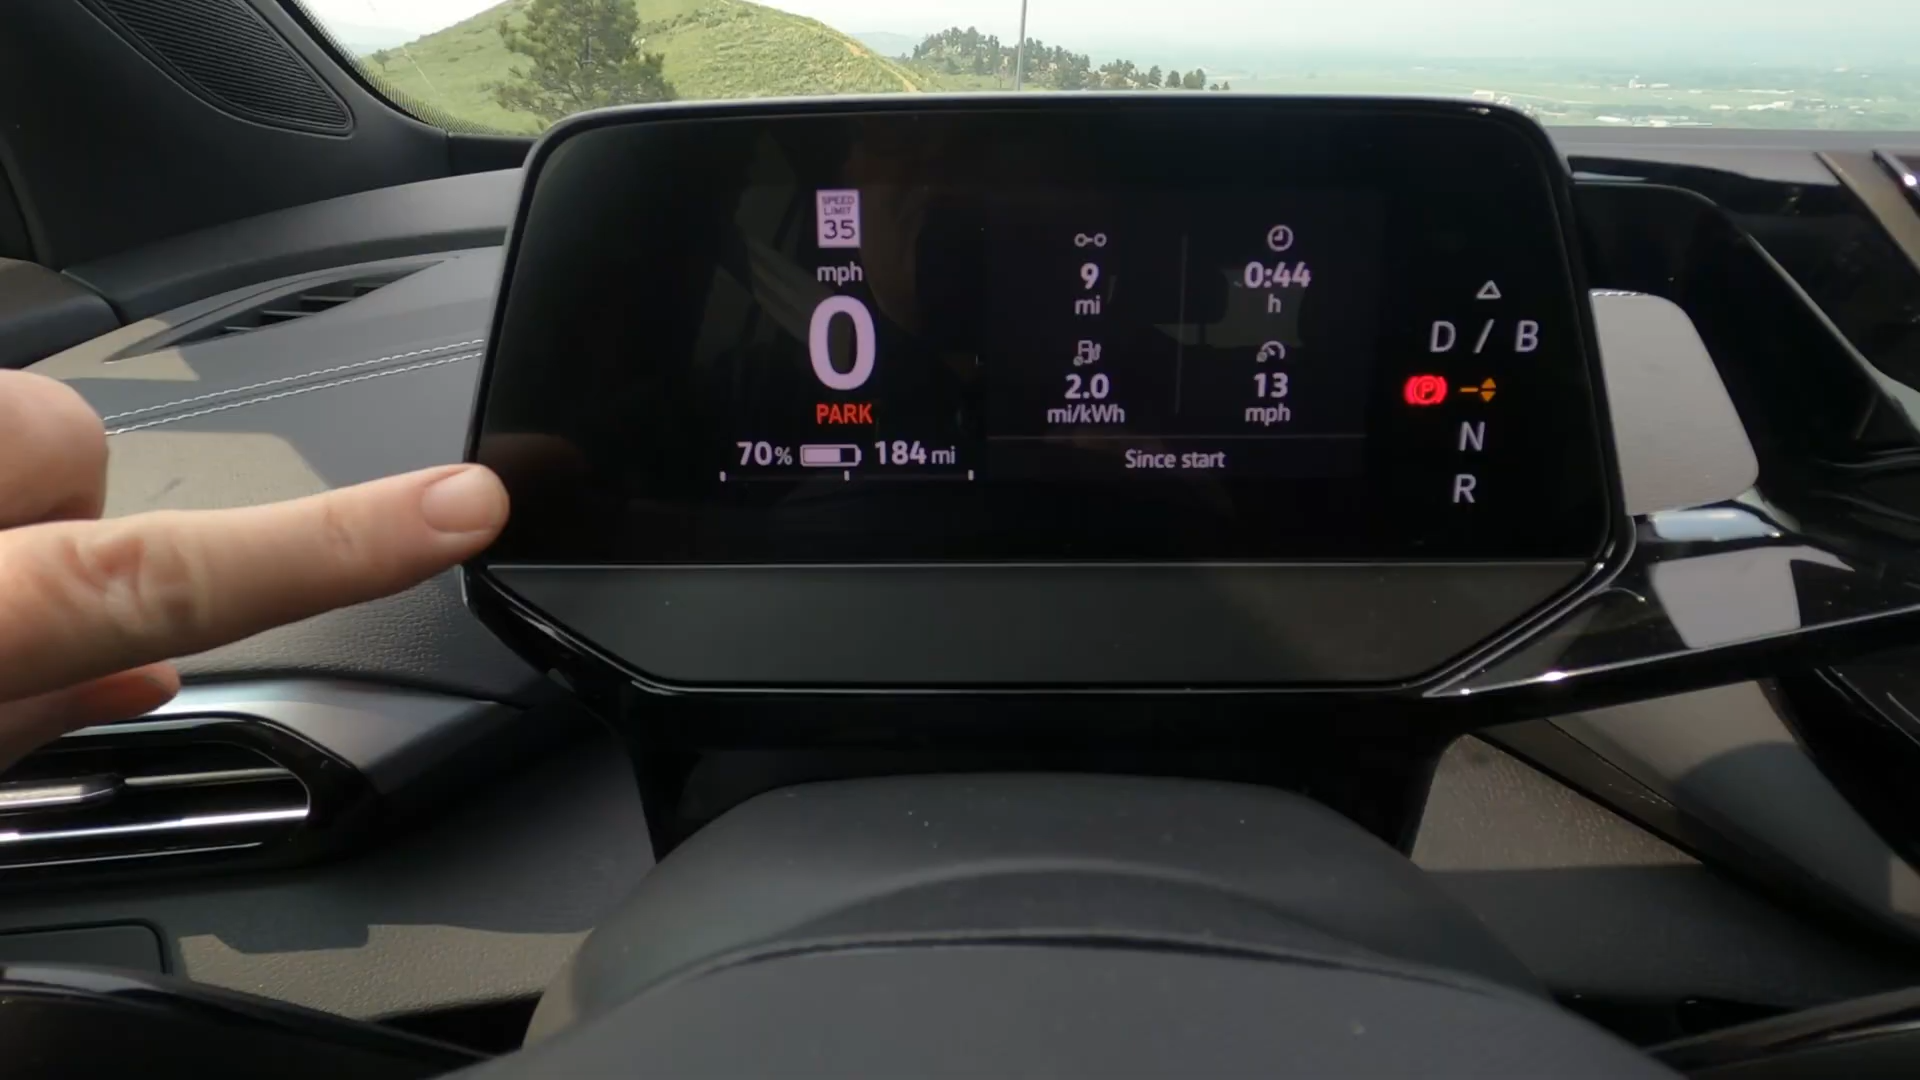 SPEED
LIMIT
35
mph
0
PARK
70% 184 mi
9
mi
0:44
h
2.0
mi/kWh
13
mph
Since start
D / B
P
N
R